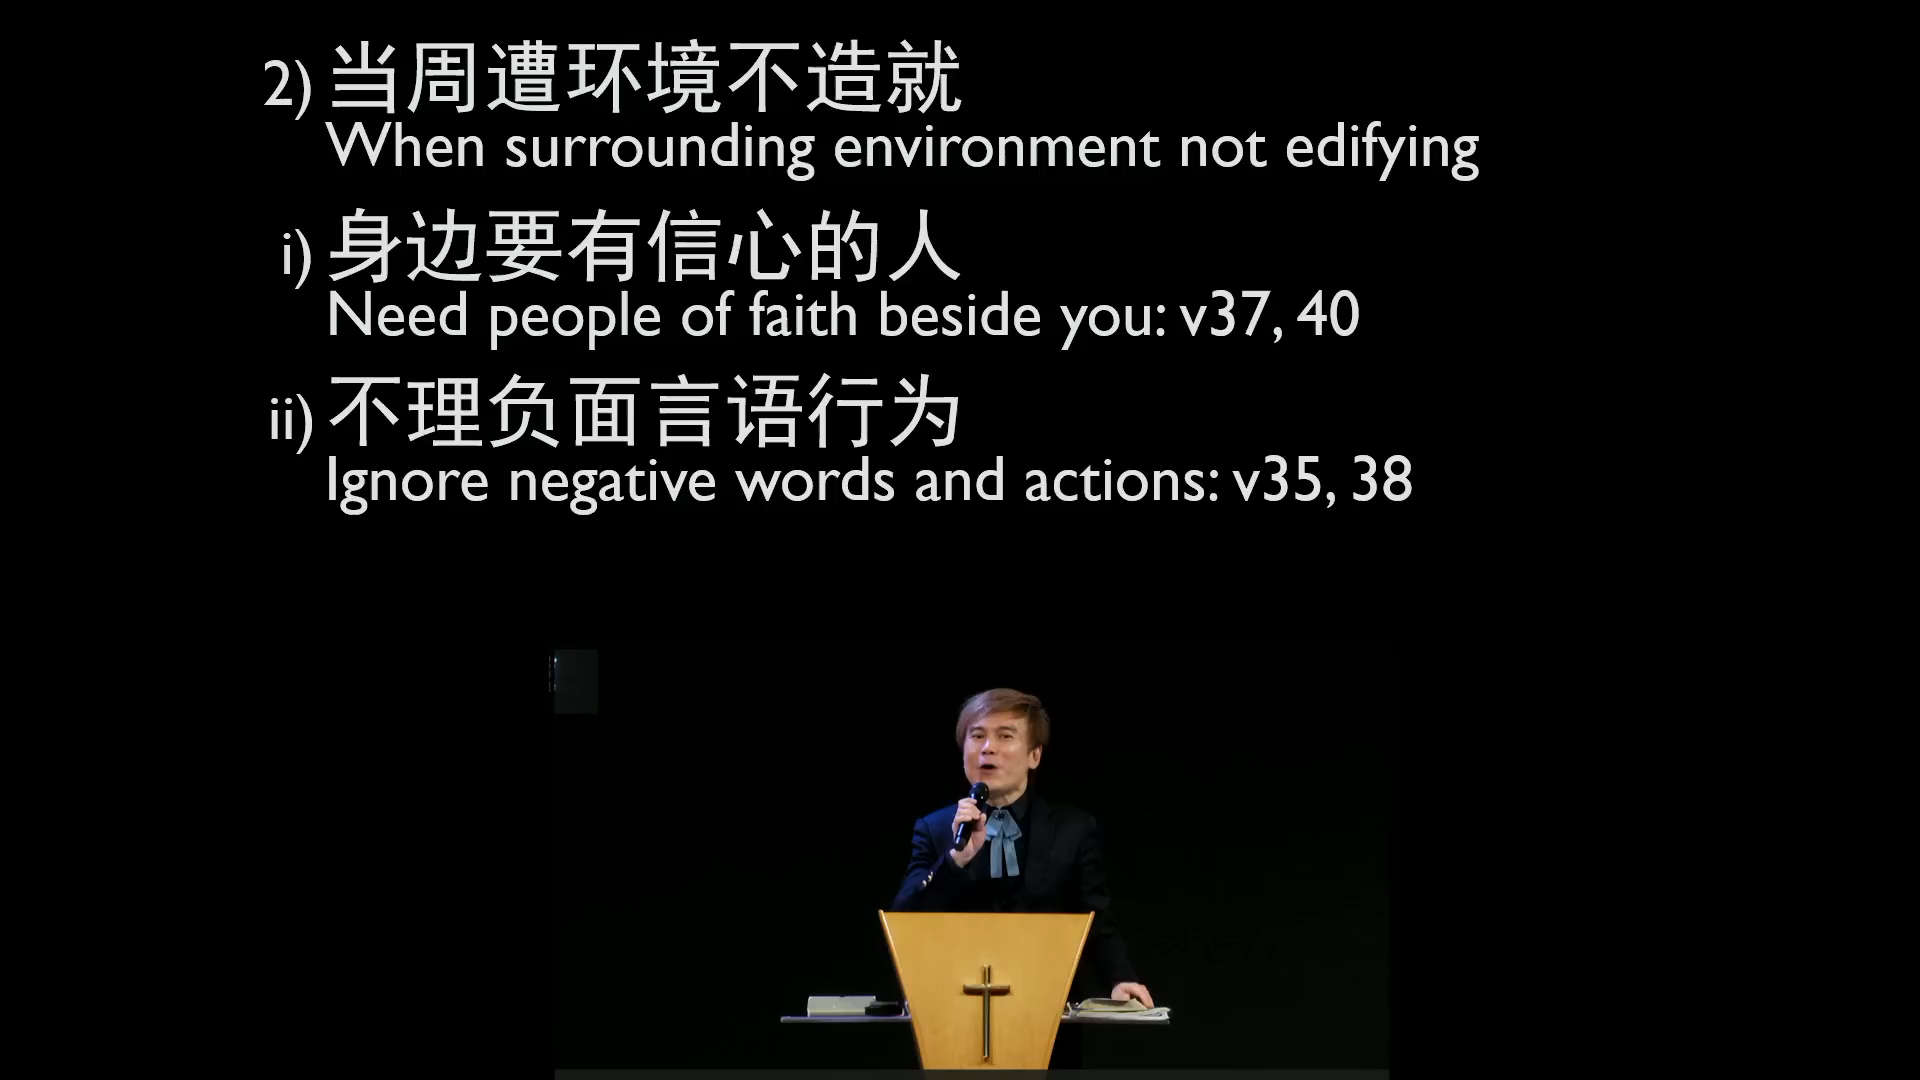 2) 当周遭环境不造就
When surrounding environment not edifying
i) 身边要有信心的人
Need people of faith beside you: v37, 40
ii) 不理负面言语行为
Ignore negative words and actions: v35, 38